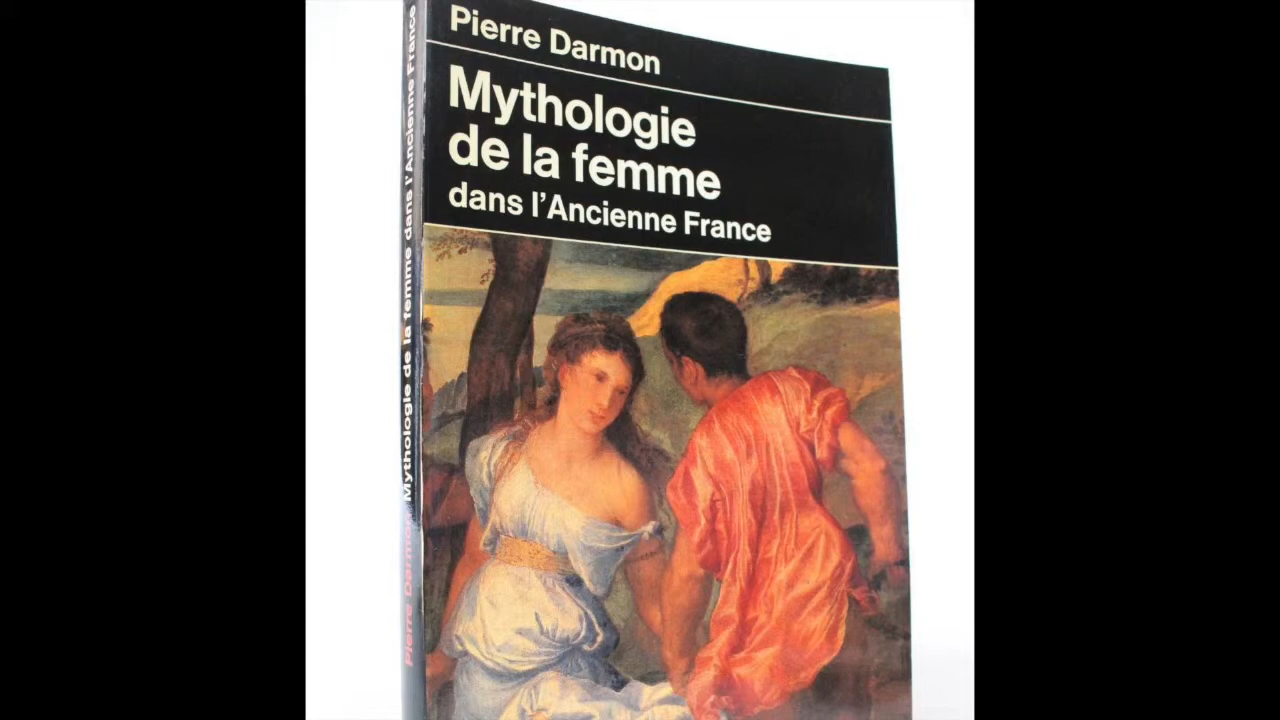 Pierre Darmon
Mythologie
de la femme
dans l'Ancienne France
Pierre Darmon Mythologie de la femme dans l'Ancienne France